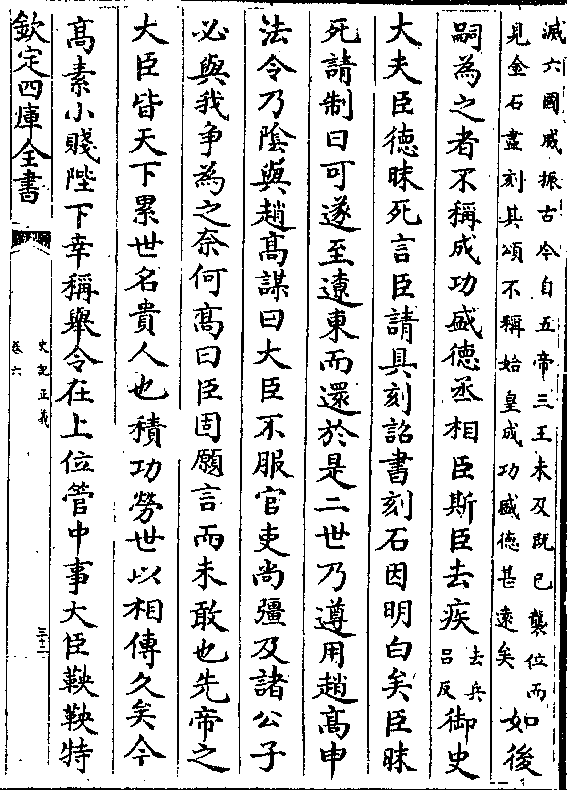 滅六國威振古今自五帝三王未及既已襲位而
見金石盡刻其頌不稱始皇成功盛德甚遠矣
如後
嗣為之者不稱成功盛德丞相臣斯臣去疾
去兵
吕反
御史
大夫臣德昧死言臣請具刻詔書刻石因明白矣臣昧
死請制曰可遂至遼東而還於是二世乃遵用趙髙申
法令乃陰與趙髙謀曰大臣不服官吏尚彊及諸公子
必與我爭為之奈何髙曰臣固願言而未敢也先帝之
大臣皆天下累世名貴人也積功勞世以相傳久矣今
髙素小賤陛下幸稱舉令在上位管中事大臣鞅鞅特
欽定四庫全書
史記正義
卷六
三十二